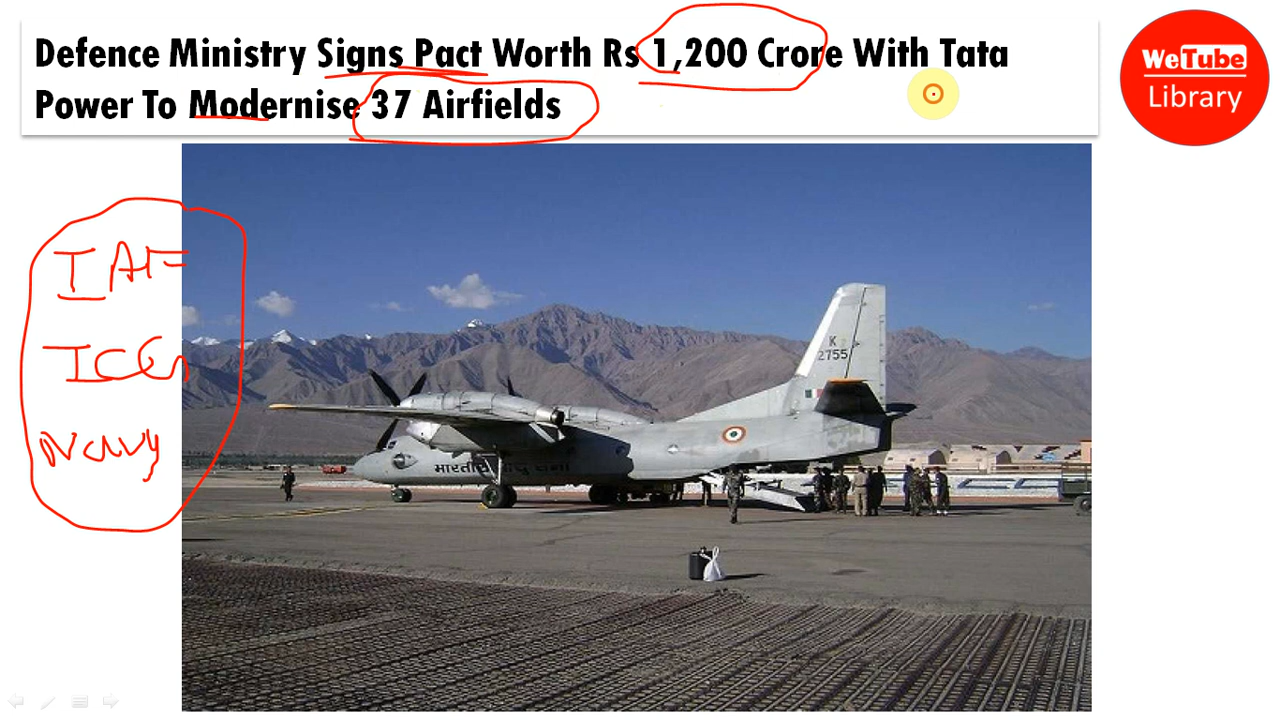 Defence Ministry Signs Pact Worth Rs 1,200 Crore With Tata
Power To Modernise 37 Airfields
WeTube
Library
IAF
ICG
Navy
K
2755
भारतीय वायु सेना